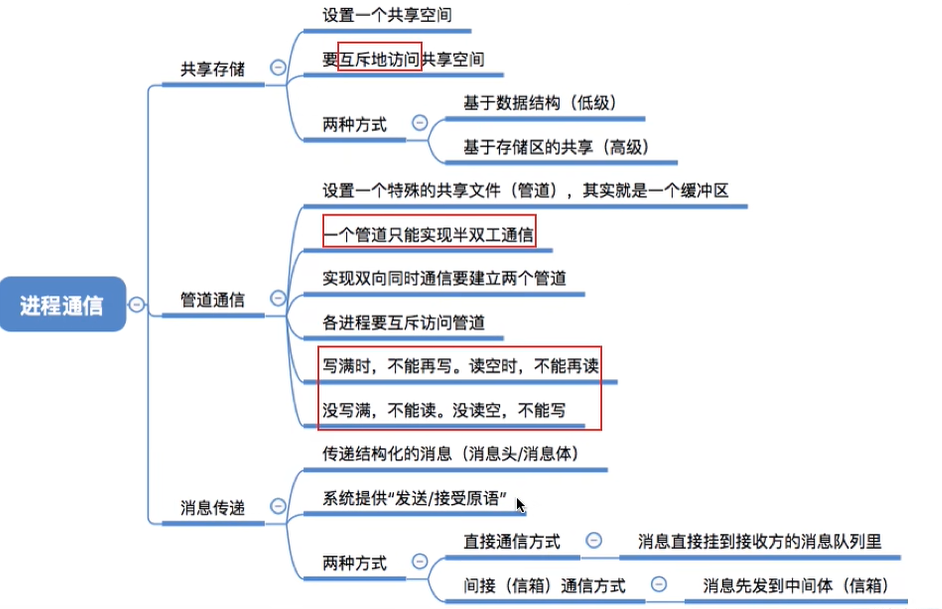 进程通信
共享存储
设置一个共享空间
要互斥地访问共享空间
两种方式
基于数据结构（低级）
基于存储区的共享（高级）
管道通信
设置一个特殊的共享文件（管道），其实就是一个缓冲区
一个管道只能实现半双工通信
实现双向同时通信要建立两个管道
各进程要互斥访问管道
写满时，不能再写。读空时，不能再读
没写满，不能读。没读空，不能写
消息传递
传递结构化的消息（消息头/消息体）
系统提供“发送/接受原语”
两种方式
直接通信方式
消息直接挂到接收方的消息队列里
间接（信箱）通信方式
消息先发到中间体（信箱）